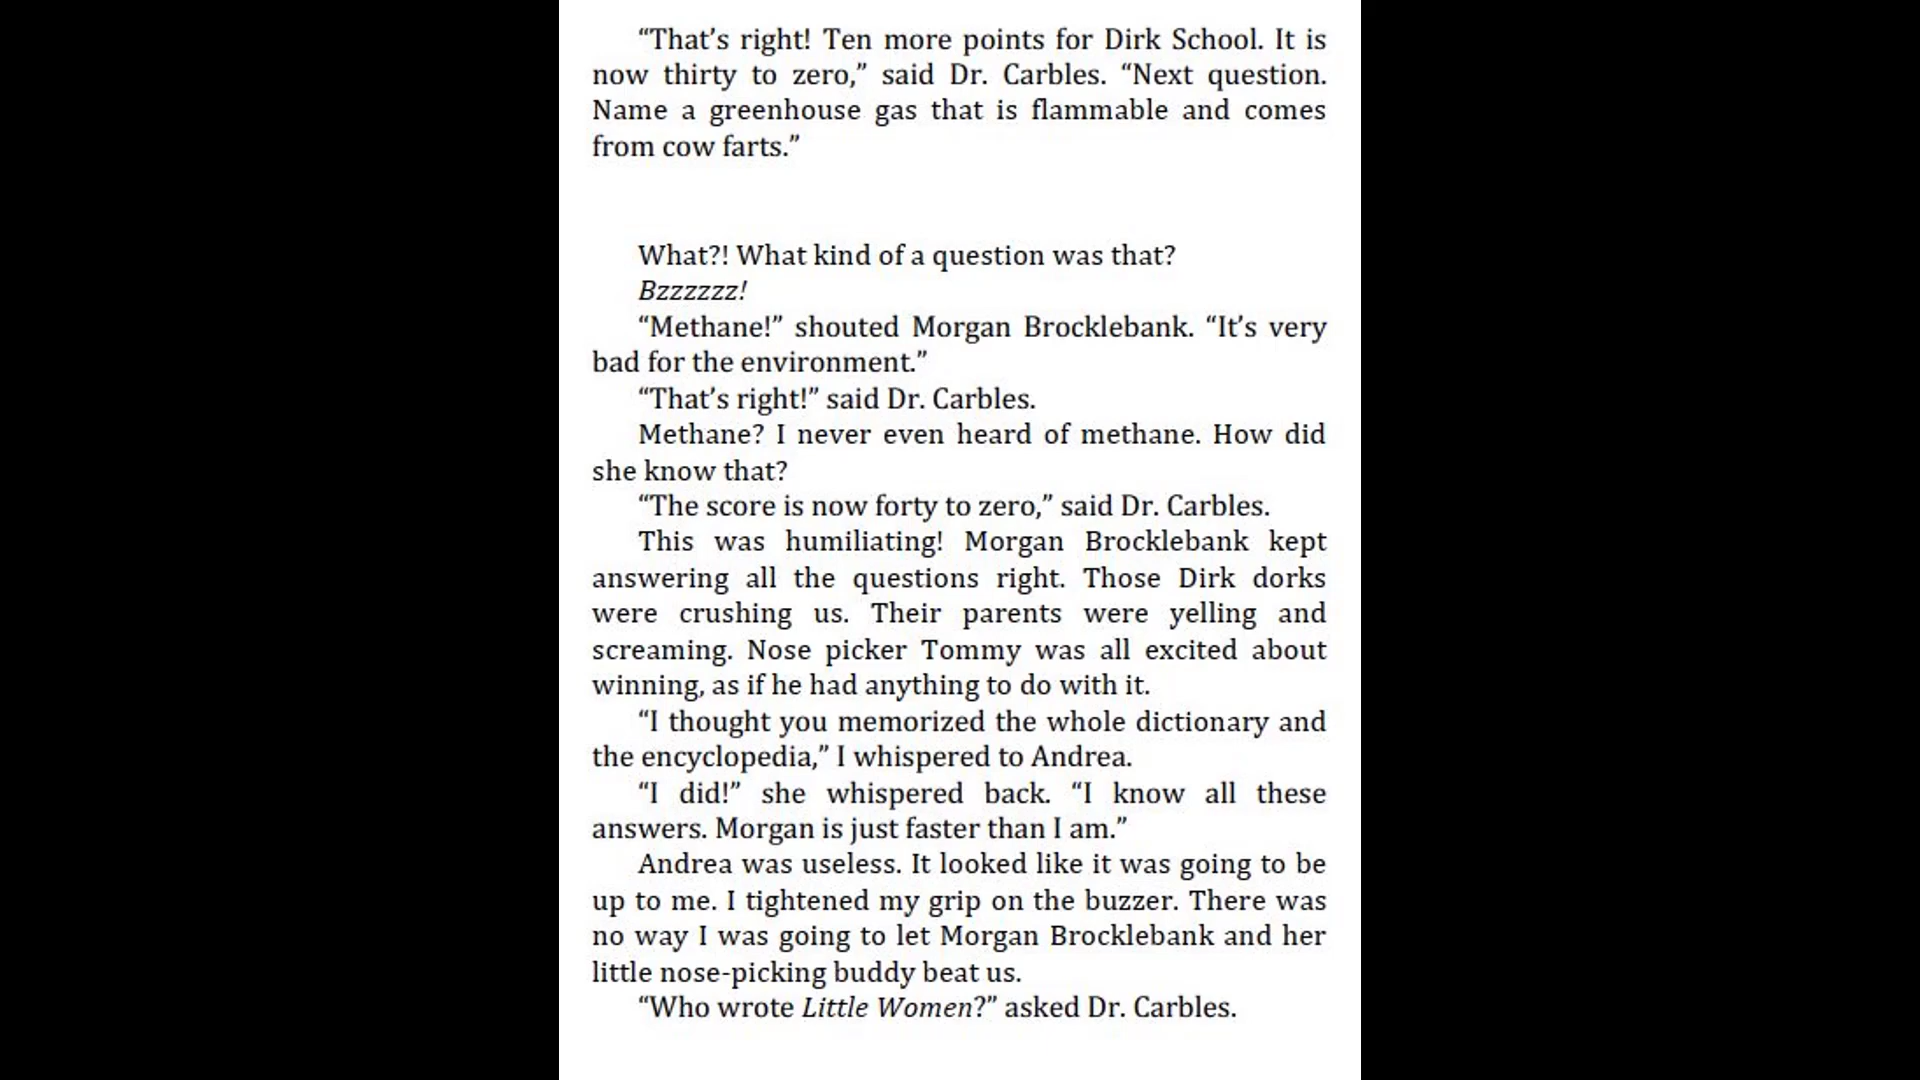 “That’s right! Ten more points for Dirk School. It is
now thirty to zero,” said Dr. Carbles. “Next question.
Name a greenhouse gas that is flammable and comes
from cow farts.”
What?! What kind of a question was that?
Bzzzzzz!
“Methane!” shouted Morgan Brocklebank. “It’s very
bad for the environment.”
“That’s right!” said Dr. Carbles.
Methane? I never even heard of methane. How did
she know that?
“The score is now forty to zero,” said Dr. Carbles.
This was humiliating! Morgan Brocklebank kept
answering all the questions right. Those Dirk dorks
were crushing us. Their parents were yelling and
screaming. Nose picker Tommy was all excited about
winning, as if he had anything to do with it.
“I thought you memorized the whole dictionary and
the encyclopedia,” I whispered to Andrea.
“I did!” she whispered back. “I know all these
answers. Morgan is just faster than I am.”
Andrea was useless. It looked like it was going to be
up to me. I tightened my grip on the buzzer. There was
no way I was going to let Morgan Brocklebank and her
little nose-picking buddy beat us.
“Who wrote Little Women?” asked Dr. Carbles.